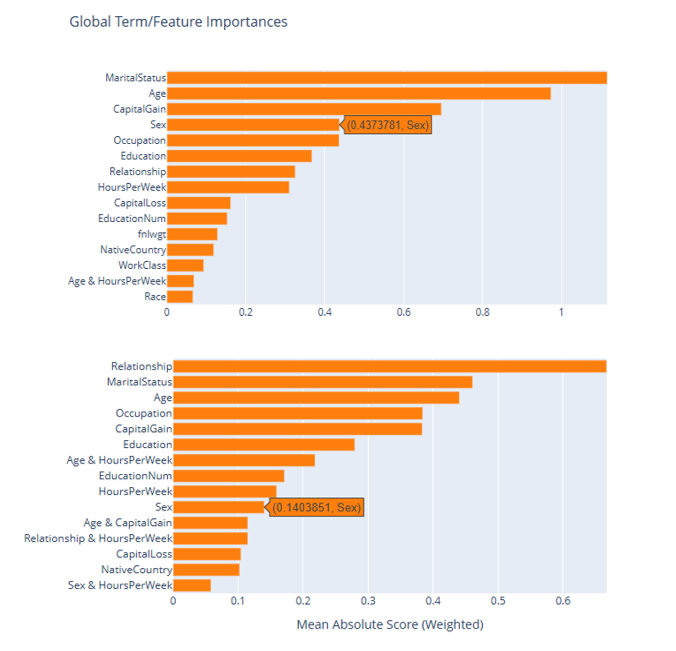 Global Term/Feature Importances
MaritalStatus
Age
CapitalGain
Sex
(0.4373781, Sex)
Occupation
Education
Relationship
HoursPerWeek
CapitalLoss
EducationNum
fnlwgt
NativeCountry
WorkClass
Age & HoursPerWeek
Race
0 0.2 0.4 0.6 0.8 1
Relationship
MaritalStatus
Age
Occupation
CapitalGain
Education
Age & HoursPerWeek
EducationNum
HoursPerWeek
Sex
(0.1403851, Sex)
Age & CapitalGain
Relationship & HoursPerWeek
CapitalLoss
NativeCountry
Sex & HoursPerWeek
0 0.1 0.2 0.3 0.4 0.5 0.6
Mean Absolute Score (Weighted)